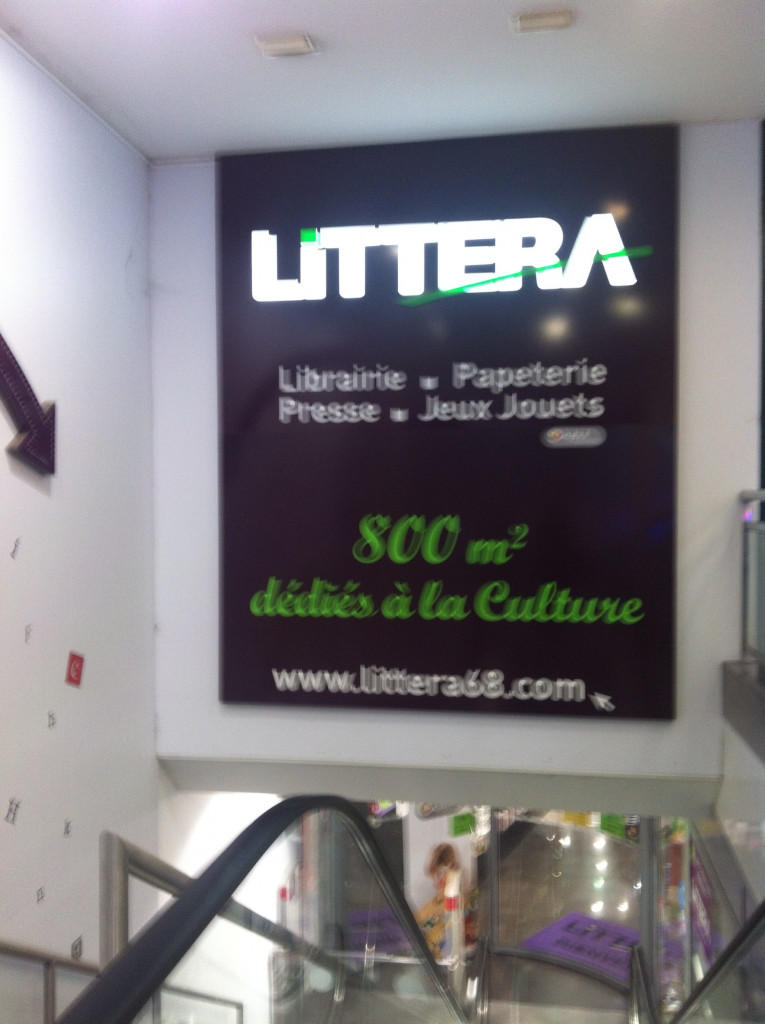 LiTTERA
Librairie . Papeterie
Presse . Jeux Jouets
800 m²
dédiés à la Culture
www.littera68.com